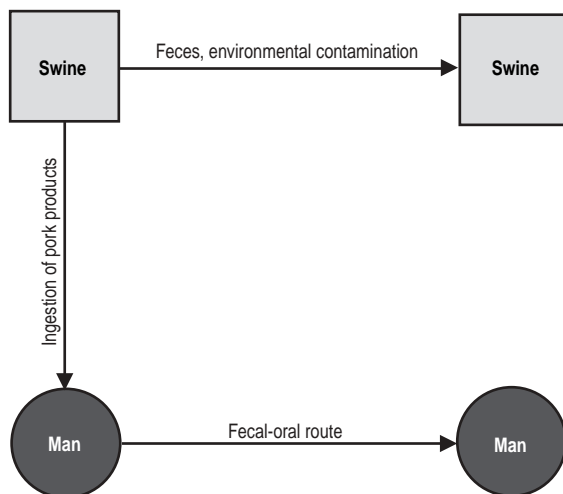 Swine
Feces, environmental contamination
Swine
Ingestion of pork products
Man
Fecal-oral route
Man